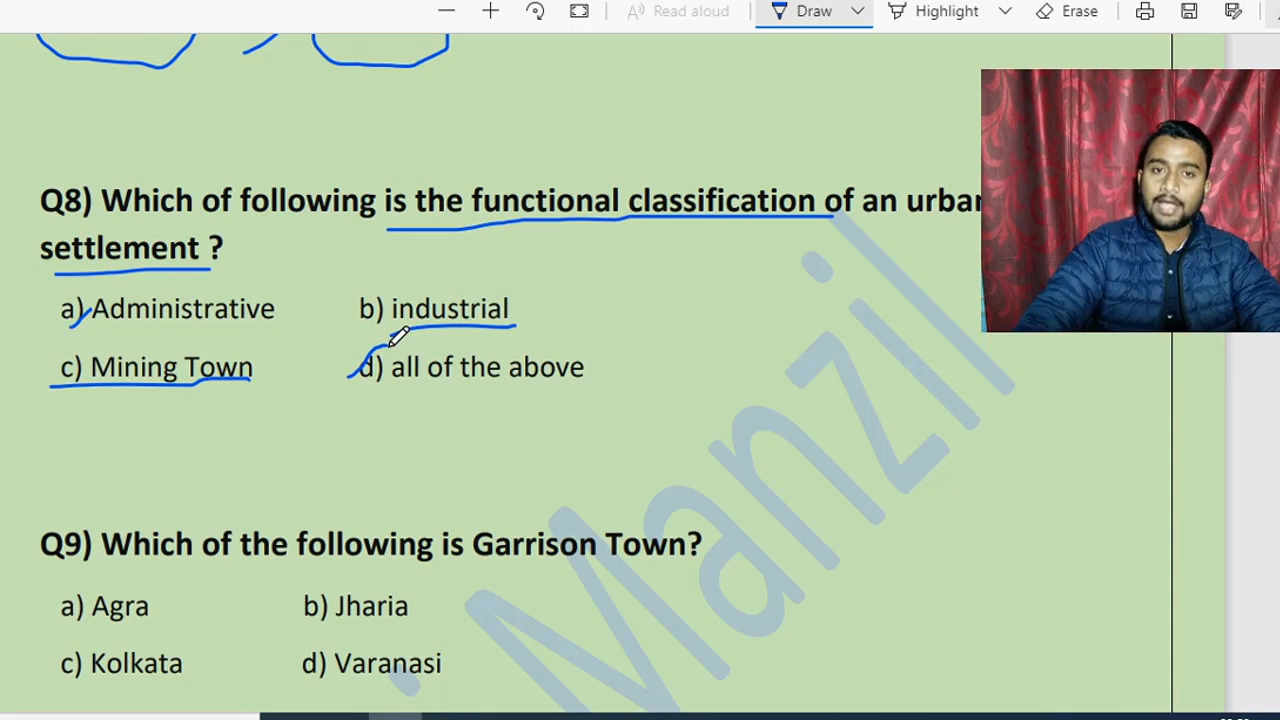 Read aloud Draw Highlight Erase
Q8) Which of following is the functional classification of an urban
settlement ?
a) Administrative b) industrial
c) Mining Town d) all of the above
Q9) Which of the following is Garrison Town?
a) Agra b) Jharia
c) Kolkata d) Varanasi
Manzil